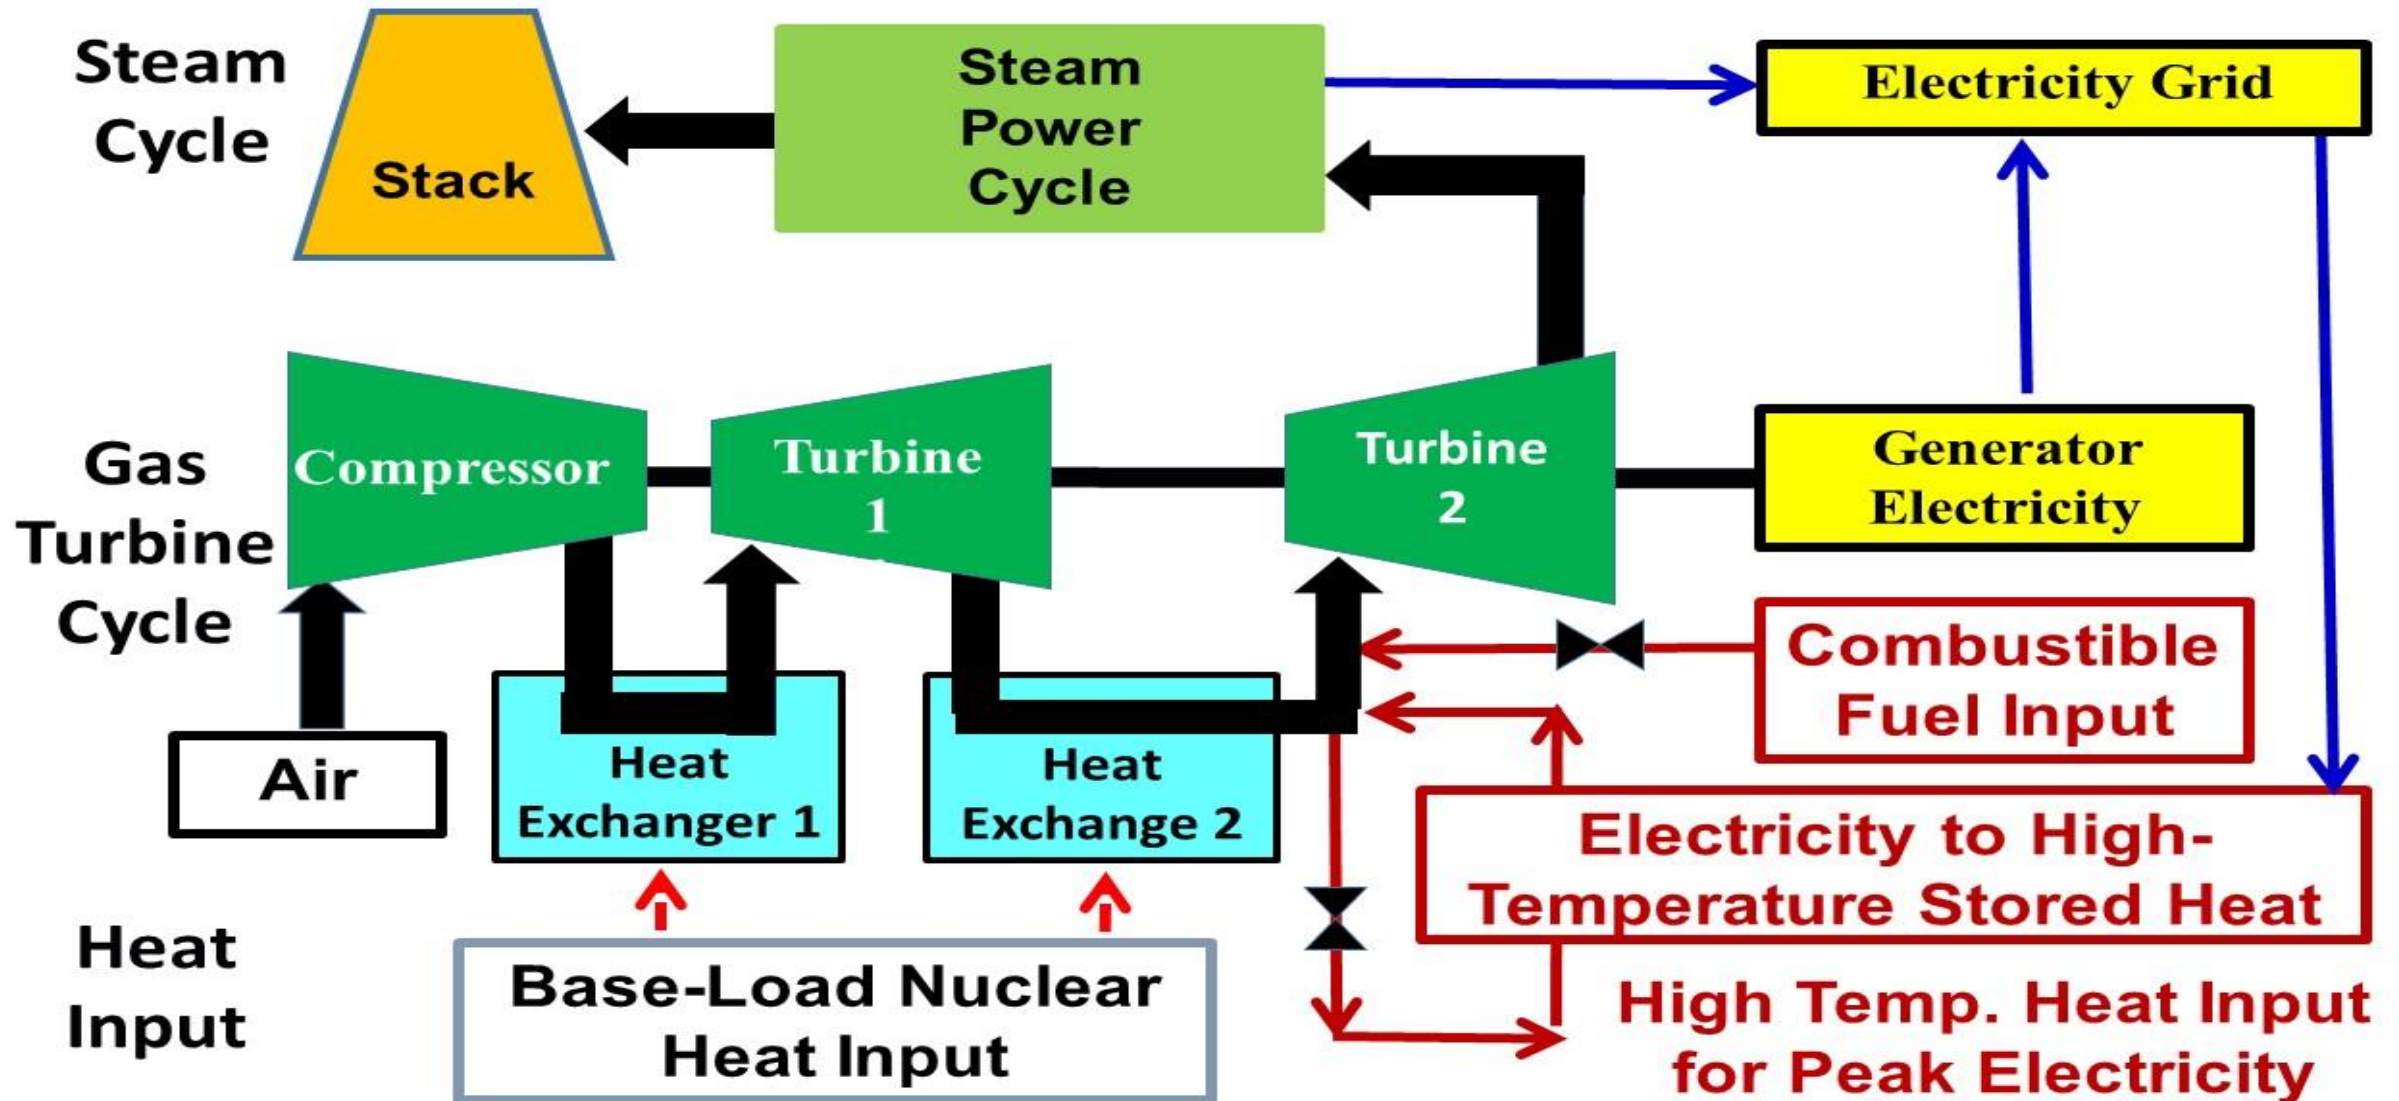 Steam
Cycle
Stack
Steam
Power
Cycle
Electricity Grid
Gas
Turbine
Cycle
Compressor
Turbine
1
Turbine
2
Generator
Electricity
Air
Heat
Exchanger 1
Heat
Exchange 2
Combustible
Fuel Input
Electricity to High-
Temperature Stored Heat
Heat
Input
Base-Load Nuclear
Heat Input
High Temp. Heat Input
for Peak Electricity